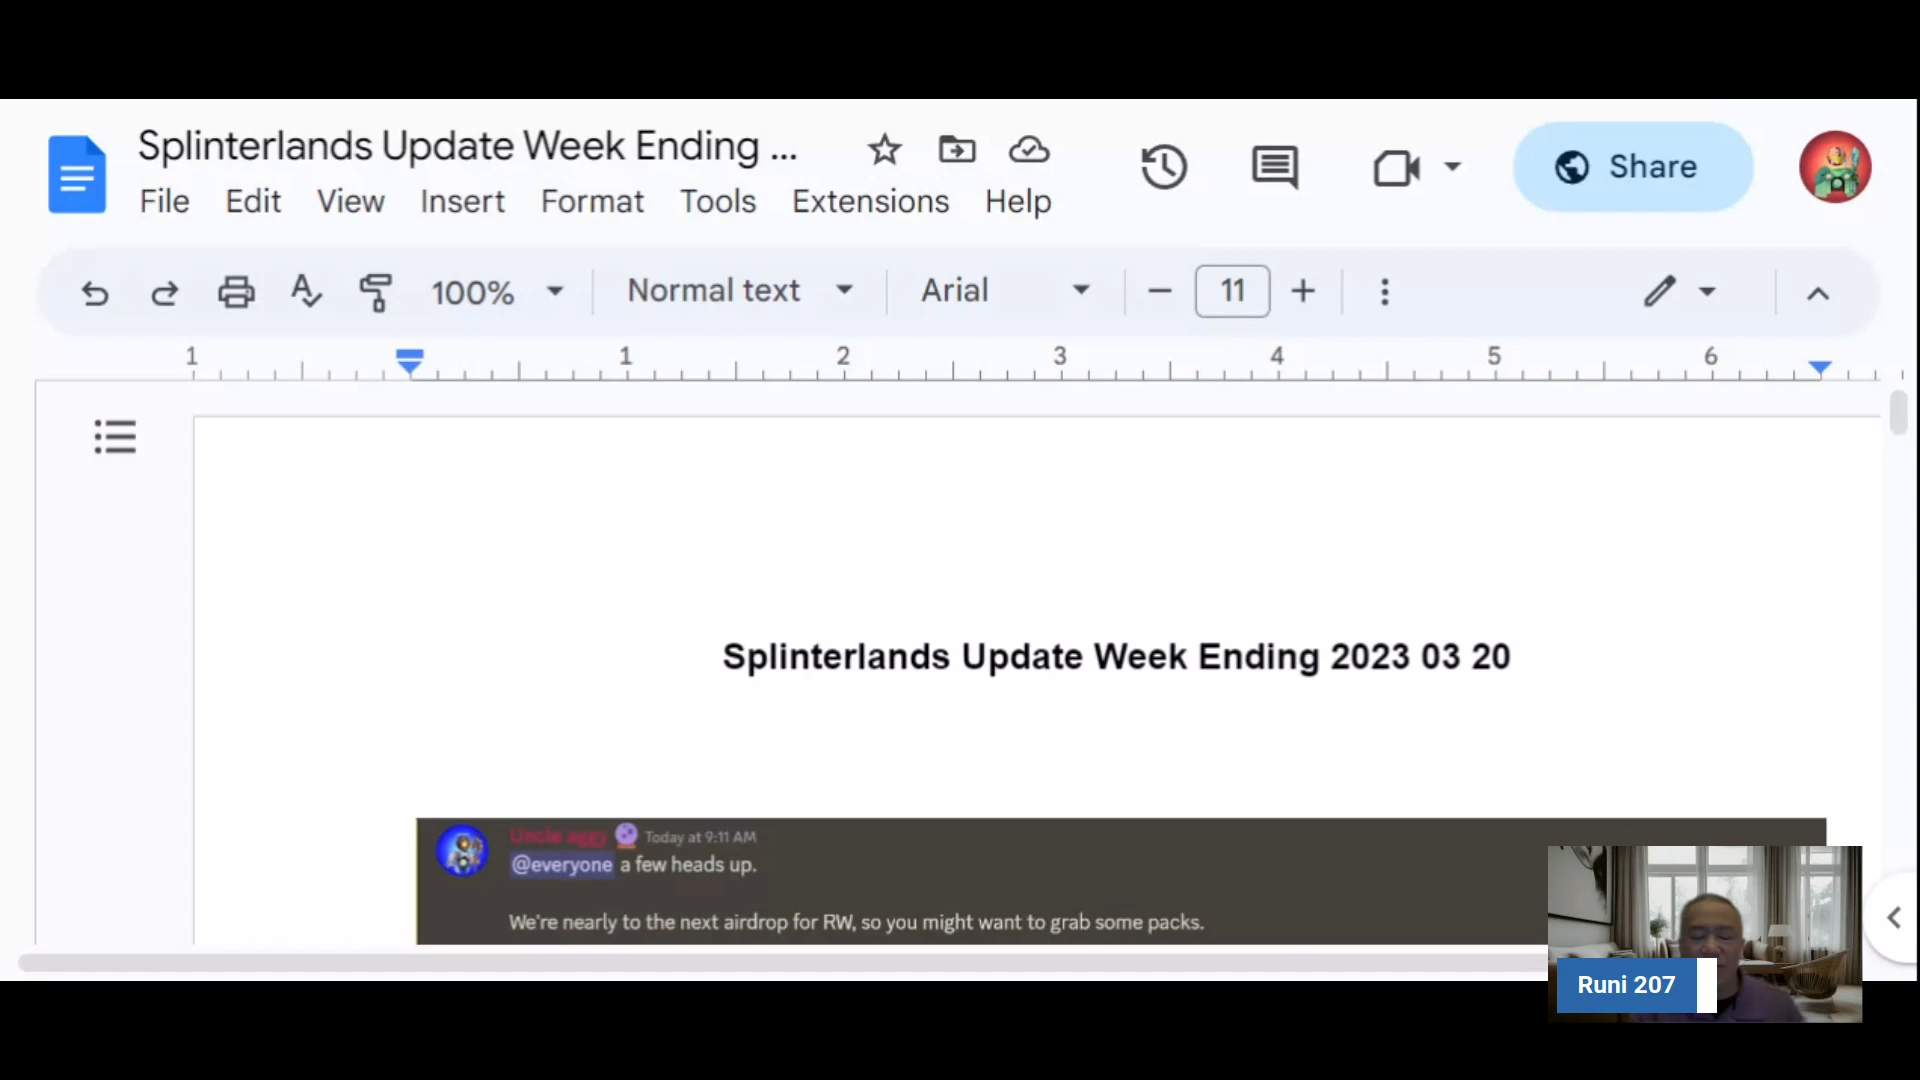 Splinterlands Update Week Ending ...
File Edit View Insert Format Tools Extensions Help
Share
100% Normal text Arial 11
1 1 2 3 4 5 6
Splinterlands Update Week Ending 2023 03 20
Uncle aggy Today at 9:11 AM
@everyone a few heads up.
We're nearly to the next airdrop for RW, so you might want to grab some packs.
Runi 207